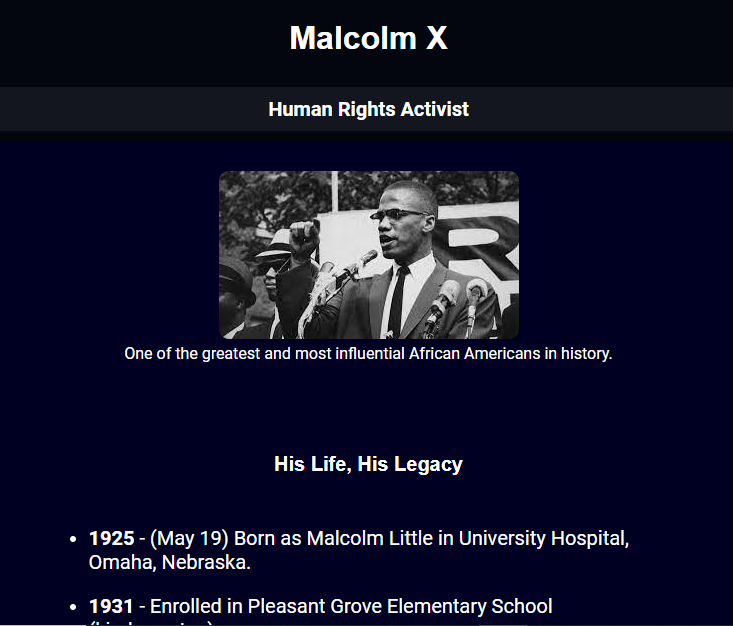 Malcolm X
Human Rights Activist
R
One of the greatest and most influential African Americans in history.
His Life, His Legacy
• 1925 - (May 19) Born as Malcolm Little in University Hospital,
Omaha, Nebraska.
• 1931 - Enrolled in Pleasant Grove Elementary School